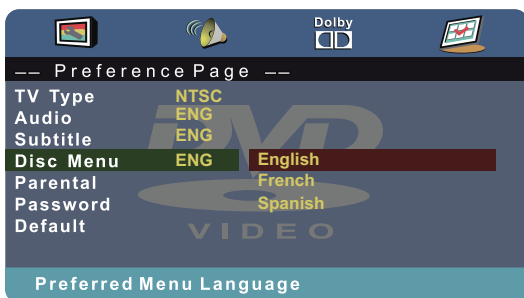 Dolby
-- Preference Page --
TV Type NTSC
Audio ENG
Subtitle ENG
Disc Menu ENG English
Parental French
Password Spanish
Default
DVD
VIDEO
Preferred Menu Language